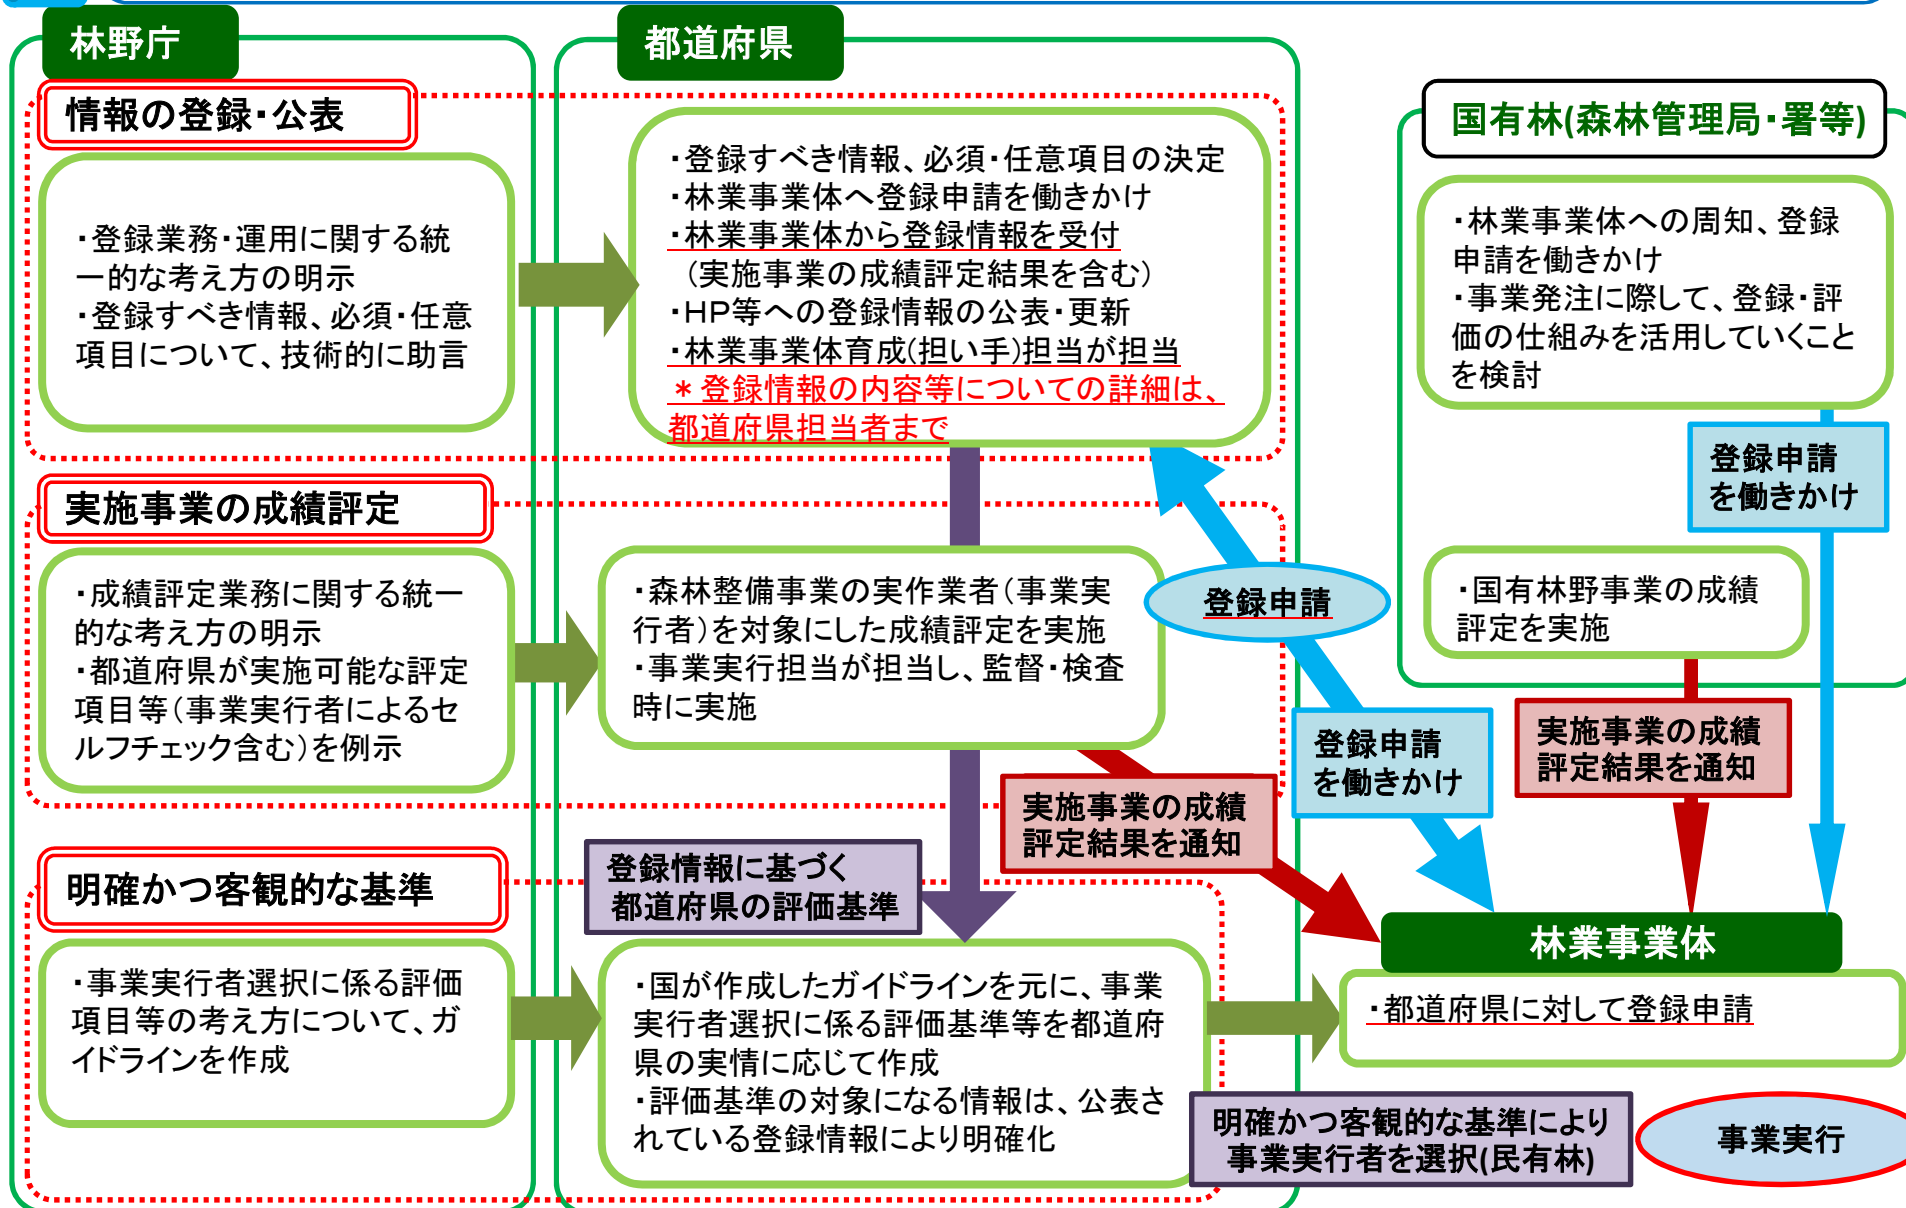 林野庁
都道府県
情報の登録・公表
・登録業務・運用に関する統
一的な考え方の明示
・登録すべき情報、必須・任意
項目について、技術的に助言
・登録すべき情報、必須・任意項目の決定
・林業事業体へ登録申請を働きかけ
・林業事業体から登録情報を受付
（実施事業の成績評定結果を含む）
・HP等への登録情報の公表・更新
・林業事業体育成(担い手)担当が担当
＊登録情報の内容等についての詳細は、
都道府県担当者まで
国有林(森林管理局・署等)
・林業事業体への周知、登録
申請を働きかけ
・事業発注に際して、登録・評
価の仕組みを活用していくこと
を検討
登録申請
を働きかけ
実施事業の成績評定
・成績評定業務に関する統一
的な考え方の明示
・都道府県が実施可能な評定
項目等（事業実行者によるセ
ルフチェック含む）を例示
・森林整備事業の実作業者（事業実
行者）を対象にした成績評定を実施
・事業実行担当が担当し、監督・検査
時に実施
登録申請
・国有林野事業の成績
評定を実施
登録申請
を働きかけ
実施事業の成績
評定結果を通知
実施事業の成績
評定結果を通知
明確かつ客観的な基準
登録情報に基づく
都道府県の評価基準
・事業実行者選択に係る評価
項目等の考え方について、ガ
イドラインを作成
・国が作成したガイドラインを元に、事業
実行者選択に係る評価基準等を都道府
県の実情に応じて作成
・評価基準の対象になる情報は、公表さ
れている登録情報により明確化
林業事業体
・都道府県に対して登録申請
明確かつ客観的な基準により
事業実行者を選択(民有林)
事業実行